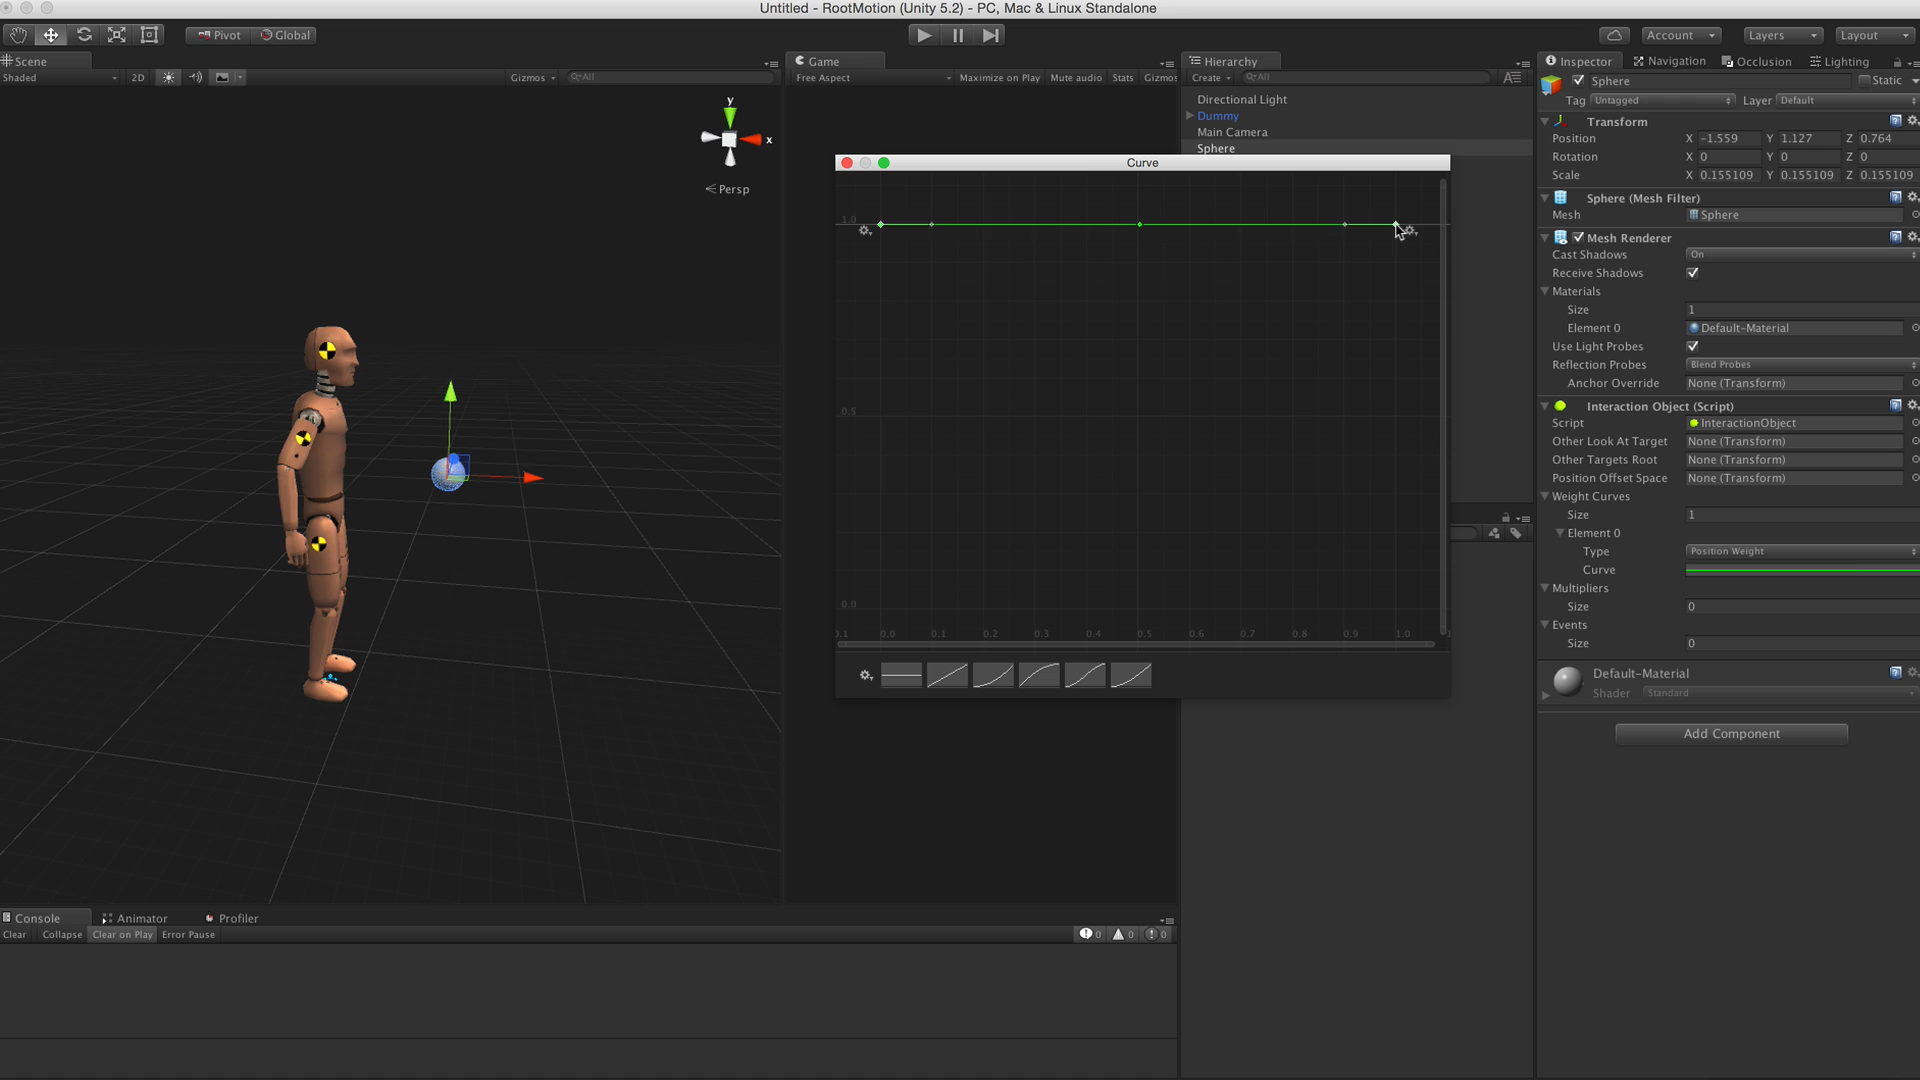 Untitled - RootMotion (Unity 5.2) - PC, Mac & Linux Standalone
Pivot
Global
Account
Layers
Layout
Scene
Shaded
2D
Gizmos
All
y
x
Persp
Game
Free Aspect
Maximize on Play
Mute audio
Stats
Gizmos
Hierarchy
Create
All
Directional Light
Dummy
Main Camera
Sphere
Curve
1.0
0.5
0.0
0.0 0.1 0.2 0.3 0.4 0.5 0.6 0.7 0.8 0.9 1.0
Inspector
Navigation
Occlusion
Lighting
Sphere
Static
Tag Untagged
Layer Default
Transform
Position X -1.559 Y 1.127 Z 0.764
Rotation X 0 Y 0 Z 0
Scale X 0.155109 Y 0.155109 Z 0.155109
Sphere (Mesh Filter)
Mesh Sphere
Mesh Renderer
Cast Shadows On
Receive Shadows
Materials
Size 1
Element 0 Default-Material
Use Light Probes
Reflection Probes Blend Probes
Anchor Override None (Transform)
Interaction Object (Script)
Script InteractionObject
Other Look At Target None (Transform)
Other Targets Root None (Transform)
Position Offset Space None (Transform)
Weight Curves
Size 1
Element 0
Type Position Weight
Curve
Multipliers
Size 0
Events
Size 0
Default-Material
Shader Standard
Add Component
Console
Animator
Profiler
Clear
Collapse
Clear on Play
Error Pause
0
0
0